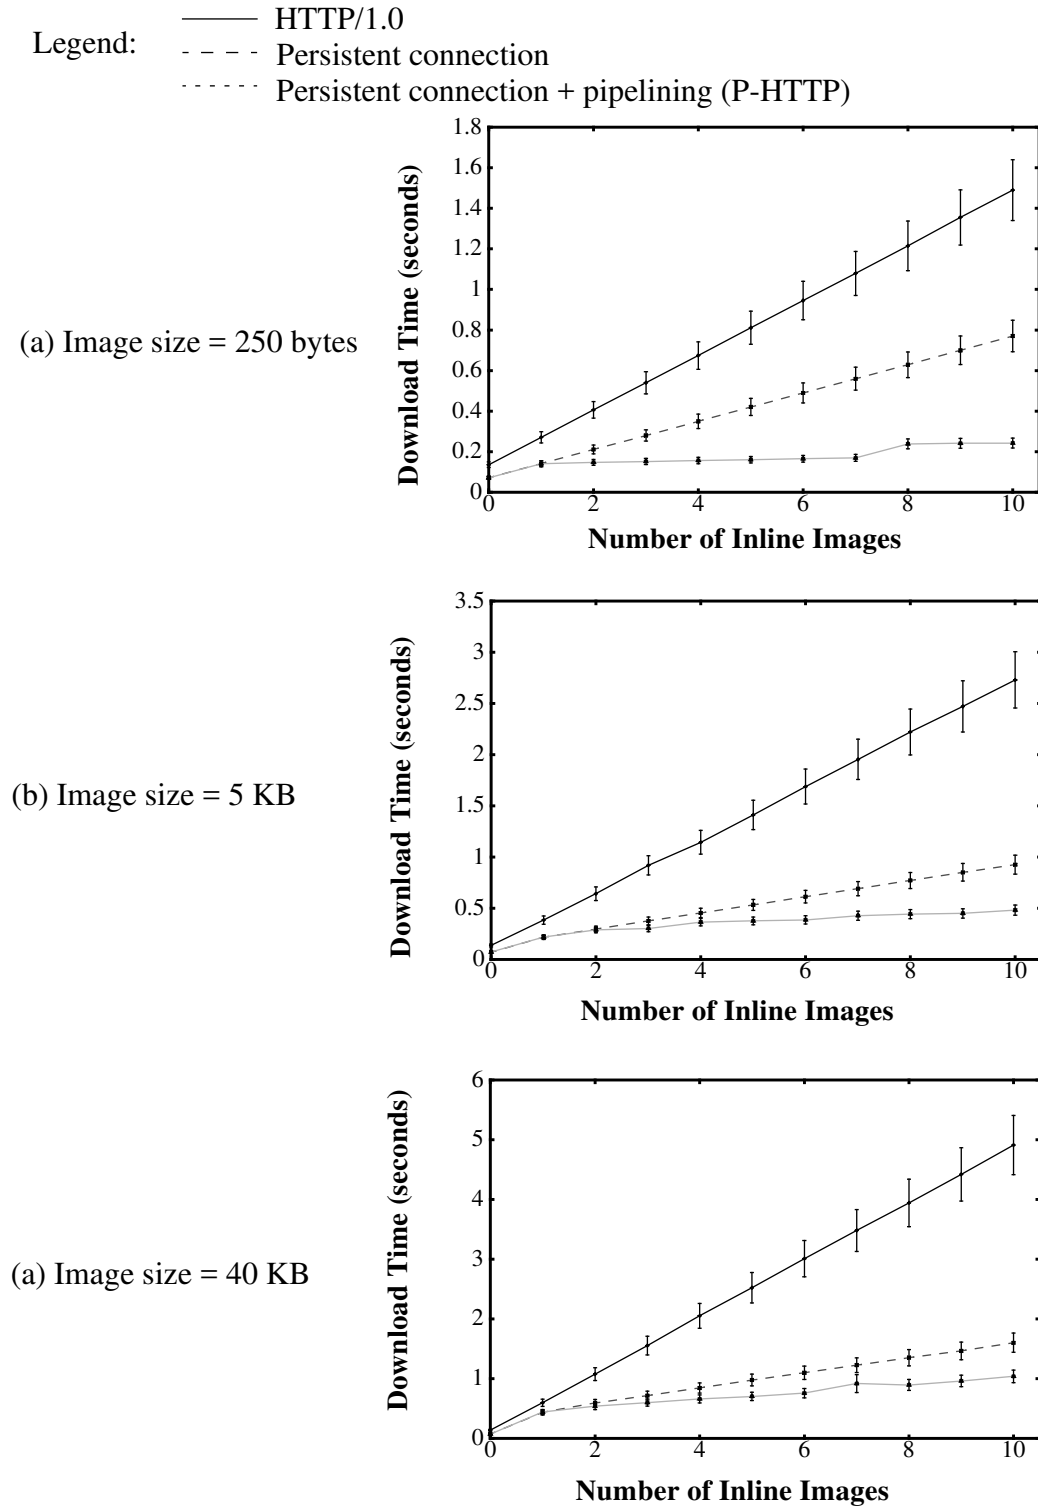 Legend:
HTTP/1.0
Persistent connection
Persistent connection + pipelining (P-HTTP)
(a) Image size = 250 bytes
Download Time (seconds)
1.8
1.6
1.4
1.2
1
0.8
0.6
0.4
0.2
0
0 2 4 6 8 10
Number of Inline Images
(b) Image size = 5 KB
Download Time (seconds)
3.5
3
2.5
2
1.5
1
0.5
0
0 2 4 6 8 10
Number of Inline Images
(a) Image size = 40 KB
Download Time (seconds)
6
5
4
3
2
1
0
0 2 4 6 8 10
Number of Inline Images